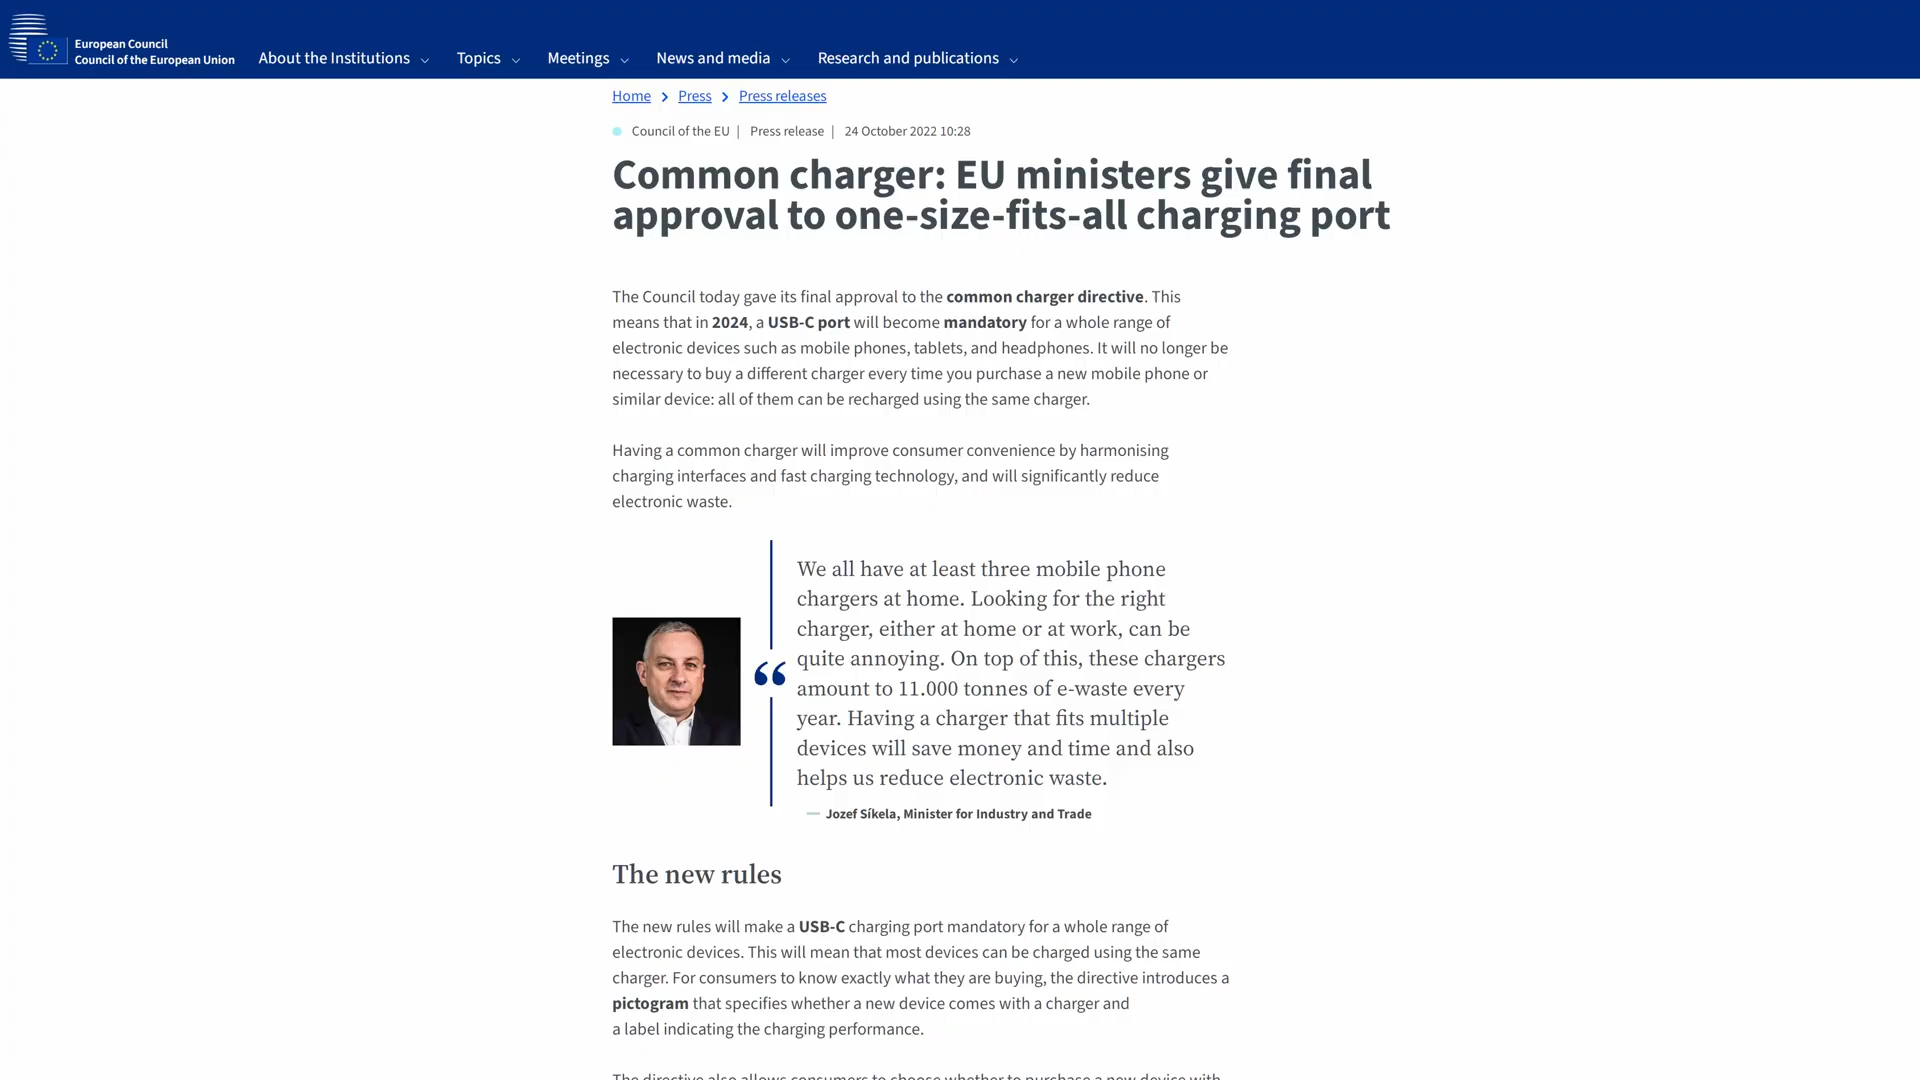 European Council
Council of the European Union
About the Institutions
Topics
Meetings
News and media
Research and publications
Home > Press > Press releases
Council of the EU | Press release | 24 October 2022 10:28
Common charger: EU ministers give final
approval to one-size-fits-all charging port
The Council today gave its final approval to the common charger directive. This
means that in 2024, a USB-C port will become mandatory for a whole range of
electronic devices such as mobile phones, tablets, and headphones. It will no longer be
necessary to buy a different charger every time you purchase a new mobile phone or
similar device: all of them can be recharged using the same charger.
Having a common charger will improve consumer convenience by harmonising
charging interfaces and fast charging technology, and will significantly reduce
electronic waste.
“
We all have at least three mobile phone
chargers at home. Looking for the right
charger, either at home or at work, can be
quite annoying. On top of this, these chargers
amount to 11.000 tonnes of e-waste every
year. Having a charger that fits multiple
devices will save money and time and also
helps us reduce electronic waste.
— Jozef Síkela, Minister for Industry and Trade
The new rules
The new rules will make a USB-C charging port mandatory for a whole range of
electronic devices. This will mean that most devices can be charged using the same
charger. For consumers to know exactly what they are buying, the directive introduces a
pictogram that specifies whether a new device comes with a charger and
a label indicating the charging performance.
The directive also allows consumers to choose whether to purchase a new device with